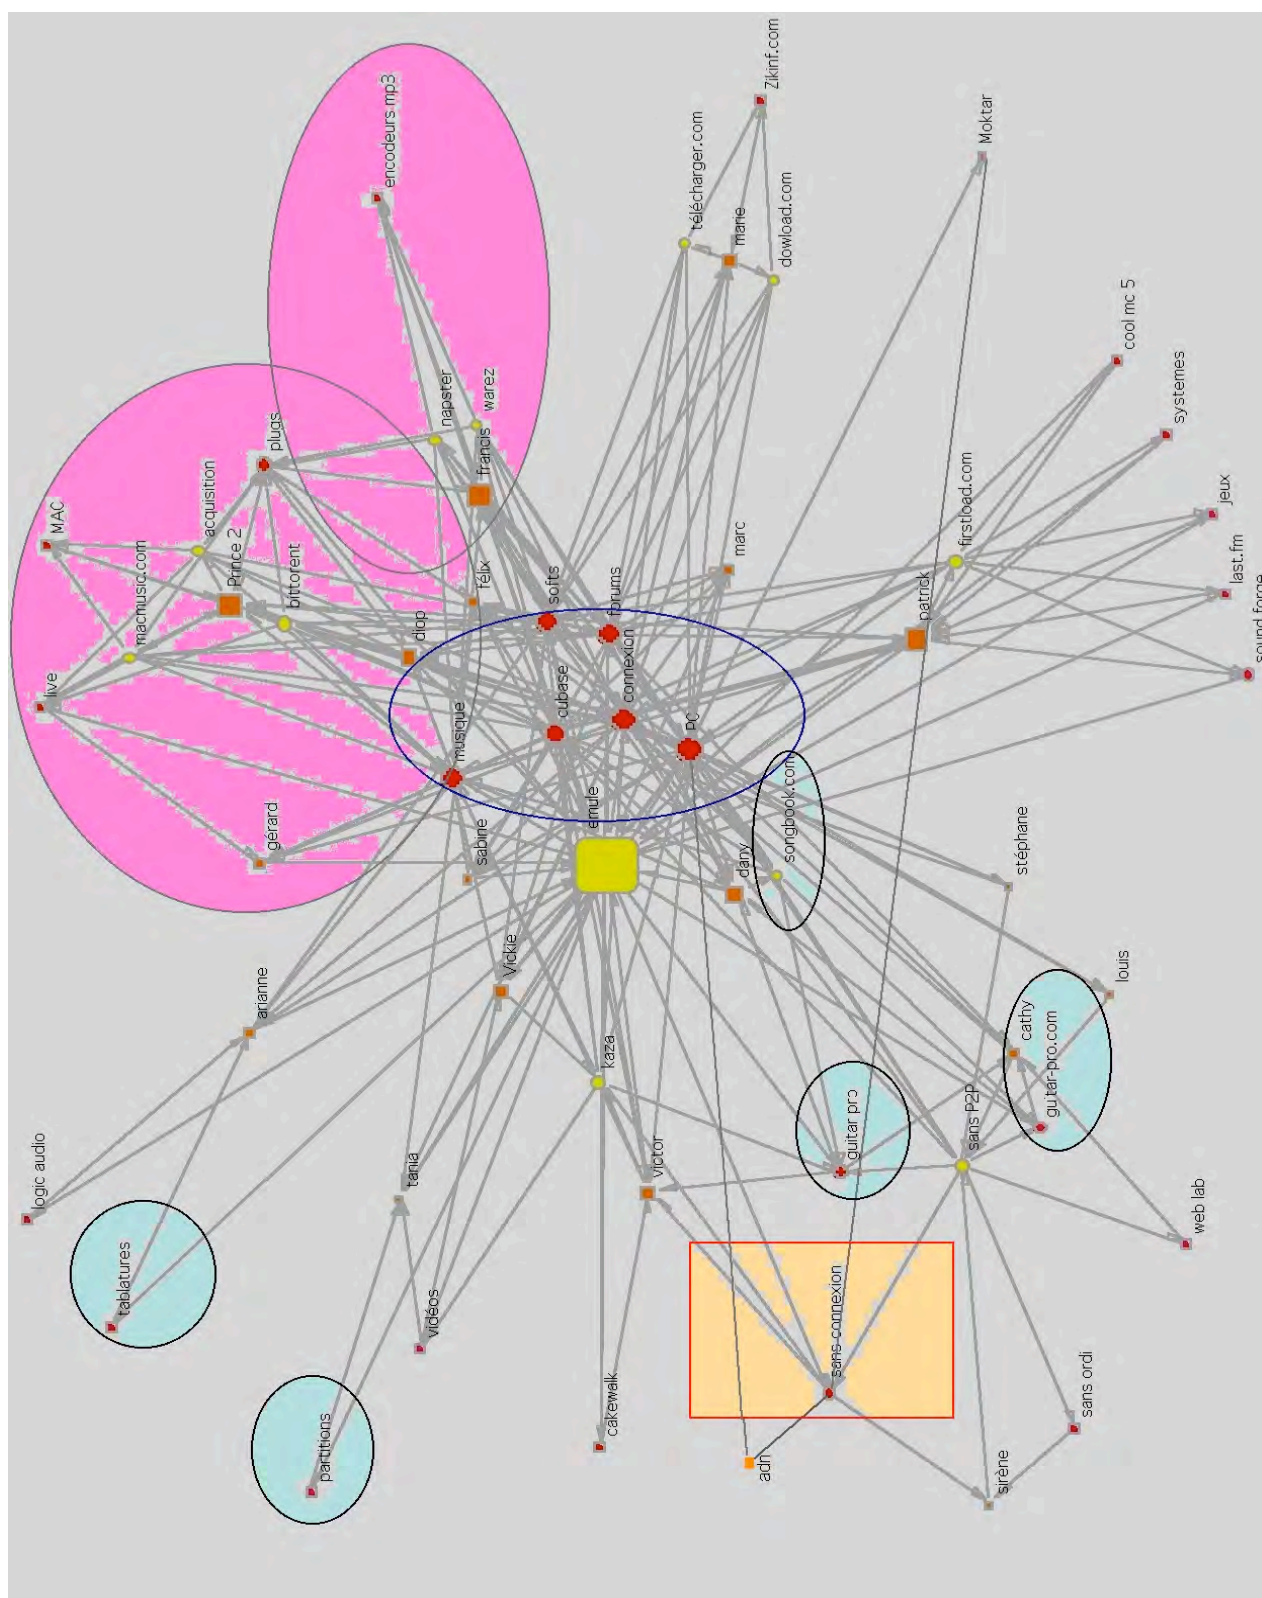 encodeurs mp3
Zikinf.com
Moktar
télécharger.com
marie
dowload.com
cool mc 5
systemes
jeux
last.fm
sound forge
napster
warez
francis
plugs
MAC
acquisition
macmusic.com
Prince 2
bittorent
live
gérard
diop
félix
softs
forums
marc
firstload.com
patrick
musique
cubase
connexion
PC
emule
sabine
dany
songbook.com
stéphane
louis
cathy
guitar-pro.com
arianne
Vickie
kaza
guitar pro
sans P2P
web lab
logic audio
tablatures
tania
victor
vidéos
partitions
cakewalk
sans connexion
adn
sans ordi
sirène